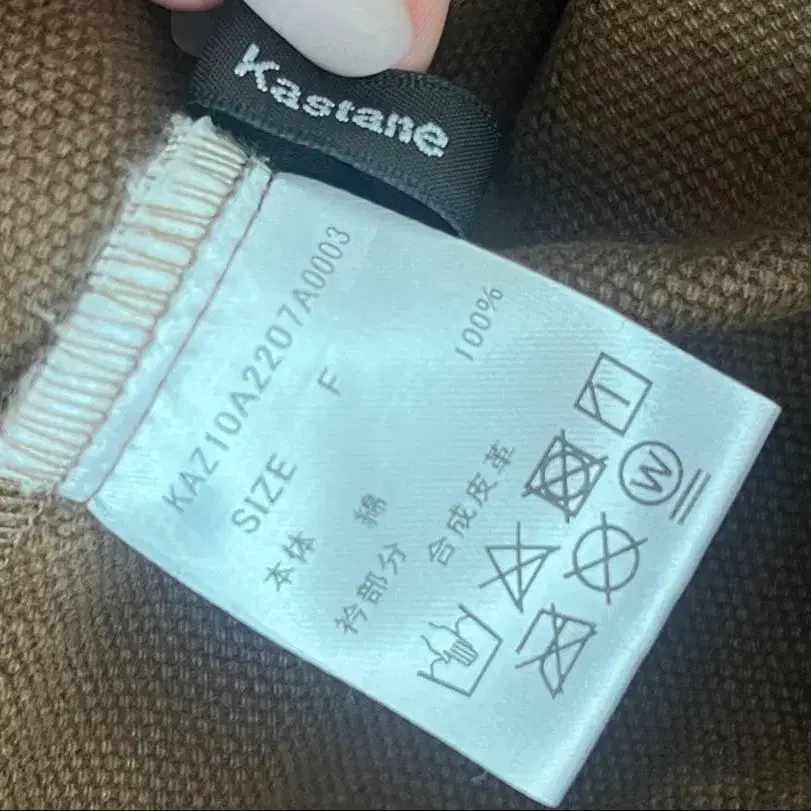 Kastane
KAZ10A2207A0003
SIZE F
本体 綿 100%
衿部分 合成皮革
W